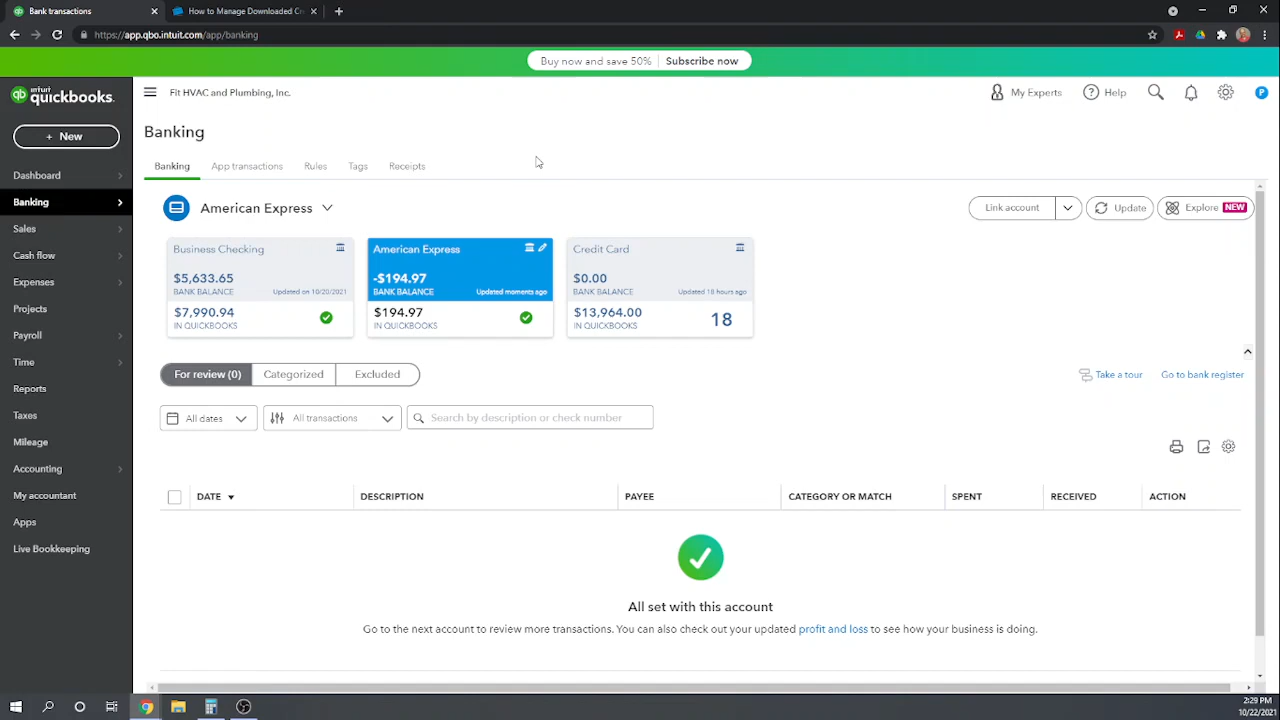 Bank transactions
How to Manage Downloaded Cr
https://app.qbo.intuit.com/app/banking
Buy now and save 50%
Subscribe now
intuit
quickbooks.
Fit HVAC and Plumbing, Inc.
My Experts
Help
P
+ New
Banking
Banking
App transactions
Rules
Tags
Receipts
Dashboard
Banking
Sales
Cash flow
Expenses
Projects
Payroll
Time
Reports
Taxes
Mileage
Accounting
My accountant
Apps
Live Bookkeeping
American Express
Link account
Update
Explore NEW
Business Checking
$5,633.65
BANK BALANCE
Updated on 10/20/2021
$7,990.94
IN QUICKBOOKS
American Express
-$194.97
BANK BALANCE
Updated moments ago
$194.97
IN QUICKBOOKS
Credit Card
$0.00
BANK BALANCE
Updated 18 hours ago
$13,964.00
IN QUICKBOOKS
18
For review (0)
Categorized
Excluded
Take a tour
Go to bank register
All dates
All transactions
Search by description or check number
DATE
DESCRIPTION
PAYEE
CATEGORY OR MATCH
SPENT
RECEIVED
ACTION
All set with this account
Go to the next account to review more transactions. You can also check out your updated profit and loss to see how your business is doing.
2:29 PM
10/22/2021